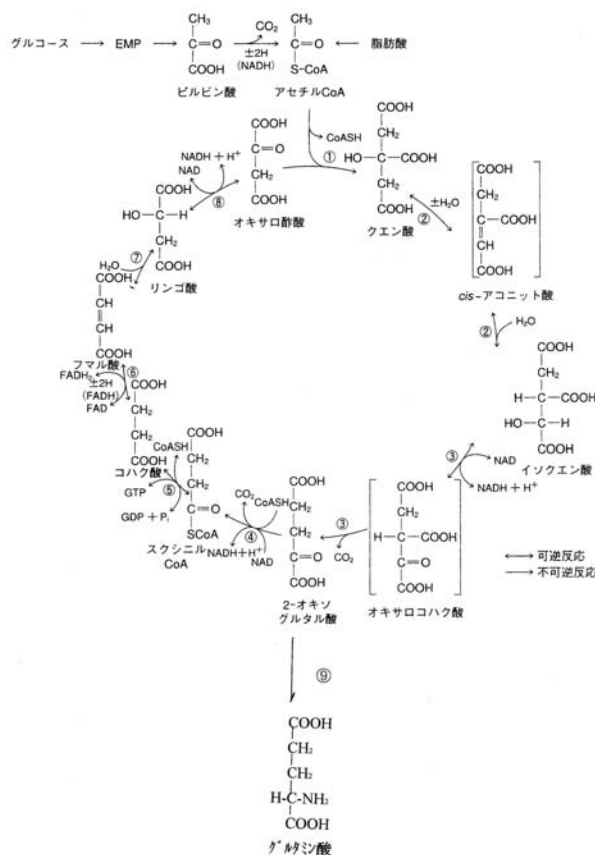 グルコース → EMP →
CH₃
C=O
COOH
ピルビン酸
CO₂
±2H
(NADH)
CH₃
C=O
S-CoA
アセチルCoA
← 脂肪酸
CoASH
①
COOH
C=O
CH₂
COOH
オキサロ酢酸
COOH
CH₂
HO-C-COOH
CH₂
COOH
クエン酸
±H₂O
②
COOH
CH₂
C-COOH
CH
COOH
cis-アコニット酸
②
H₂O
COOH
CH₂
H-C-COOH
HO-C-H
COOH
イソクエン酸
③
NAD
NADH+H⁺
COOH
CH₂
H-C-COOH
C=O
COOH
オキサロコハク酸
③
CO₂
COOH
CH₂
CH₂
C=O
COOH
2-オキソ
グルタル酸
CO₂
CoASH
④
NADH+H⁺
NAD
COOH
CH₂
CH₂
C=O
SCoA
スクシニル
CoA
CoASH
⑤
GTP
GDP+Pᵢ
COOH
CH₂
CH₂
COOH
コハク酸
⑥
FADH₂
±2H
(FADH)
FAD
COOH
CH
CH
COOH
フマル酸
⑦
H₂O
COOH
HO-C-H
CH₂
COOH
リンゴ酸
⑧
NADH+H⁺
NAD
↔ 可逆反応
→ 不可逆反応
⑨
COOH
CH₂
CH₂
H-C-NH₂
COOH
グルタミン酸